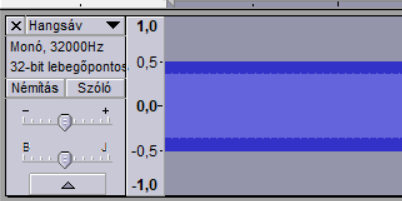 Hangsáv
Monó, 32000Hz
32-bit lebegőpontos
Némítás Szóló
- +
B J
1,0
0,5
0,0
-0,5
-1,0